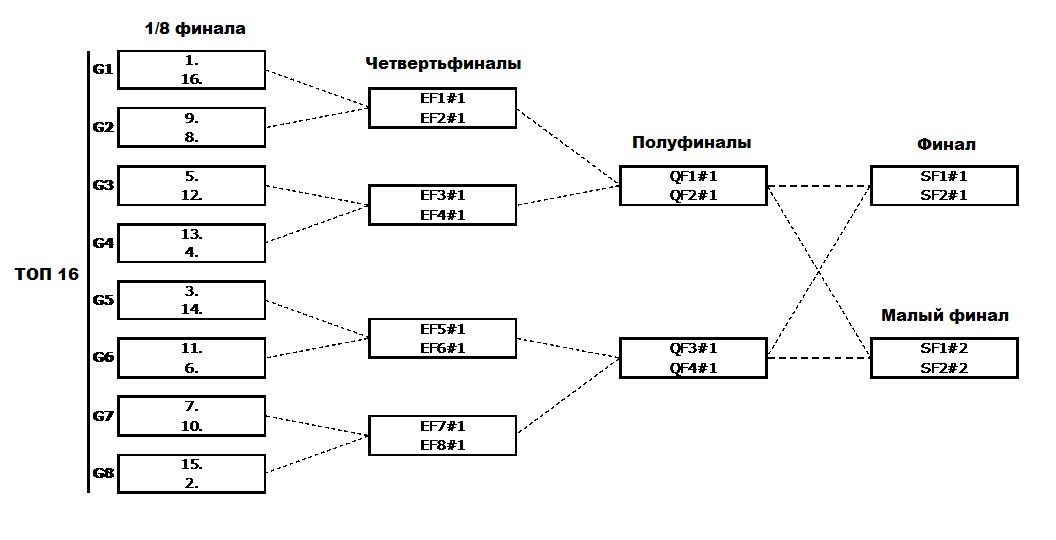 1/8 финала
G1
1.
16.
G2
9.
8.
G3
5.
12.
G4
13.
4.
ТОП 16
G5
3.
14.
G6
11.
6.
G7
7.
10.
G8
15.
2.
Четвертьфиналы
EF1#1
EF2#1
EF3#1
EF4#1
EF5#1
EF6#1
EF7#1
EF8#1
Полуфиналы
QF1#1
QF2#1
QF3#1
QF4#1
Финал
SF1#1
SF2#1
Малый финал
SF1#2
SF2#2